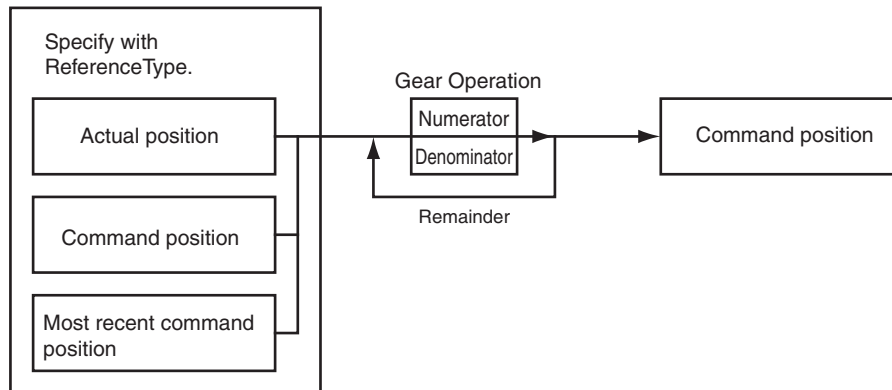 Specify with
ReferenceType.
Actual position
Command position
Most recent command
position
Gear Operation
Numerator
Denominator
Remainder
Command position